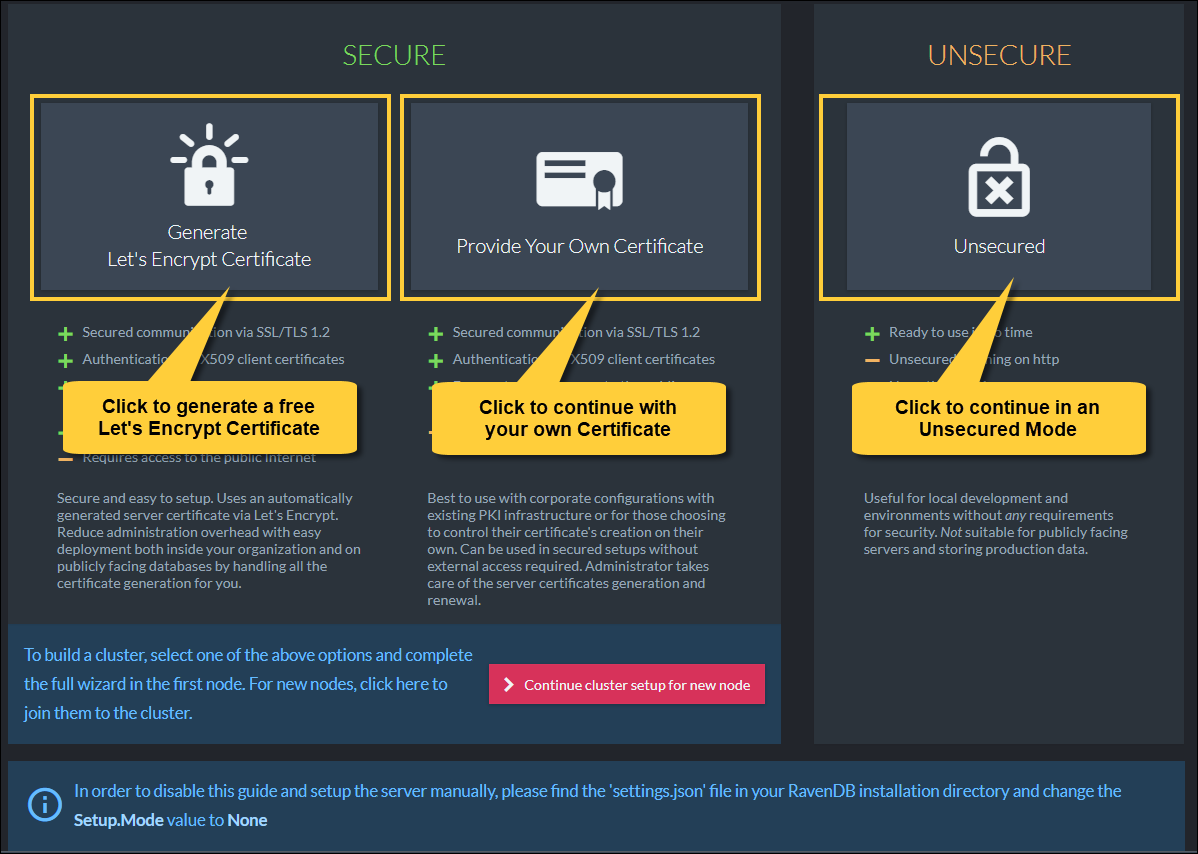 SECURE
Generate
Let's Encrypt Certificate
Provide Your Own Certificate
Secured communi ion via SSL/TLS 1.2
Authenticatio X509 client certificates
Click to generate a free
Let's Encrypt Certificate
Requires access to the public internet
Secure and easy to setup. Uses an automatically
generated server certificate via Let's Encrypt.
Reduce administration overhead with easy
deployment both inside your organization and on
publicly facing databases by handling all the
certificate generation for you.
Secured commun ion via SSL/TLS 1.2
Authentication X509 client certificates
Click to continue with
your own Certificate
Best to use with corporate configurations with
existing PKI infrastructure or for those choosing
to control their certificate's creation on their
own. Can be used in secured setups without
external access required. Administrator takes
care of the server certificates generation and
renewal.
To build a cluster, select one of the above options and complete
the full wizard in the first node. For new nodes, click here to
join them to the cluster.
Continue cluster setup for new node
UNSECURE
Unsecured
Ready to use i o time
Unsecured ning on http
Click to continue in an
Unsecured Mode
Useful for local development and
environments without any requirements
for security. Not suitable for publicly facing
servers and storing production data.
In order to disable this guide and setup the server manually, please find the 'settings.json' file in your RavenDB installation directory and change the
Setup.Mode value to None